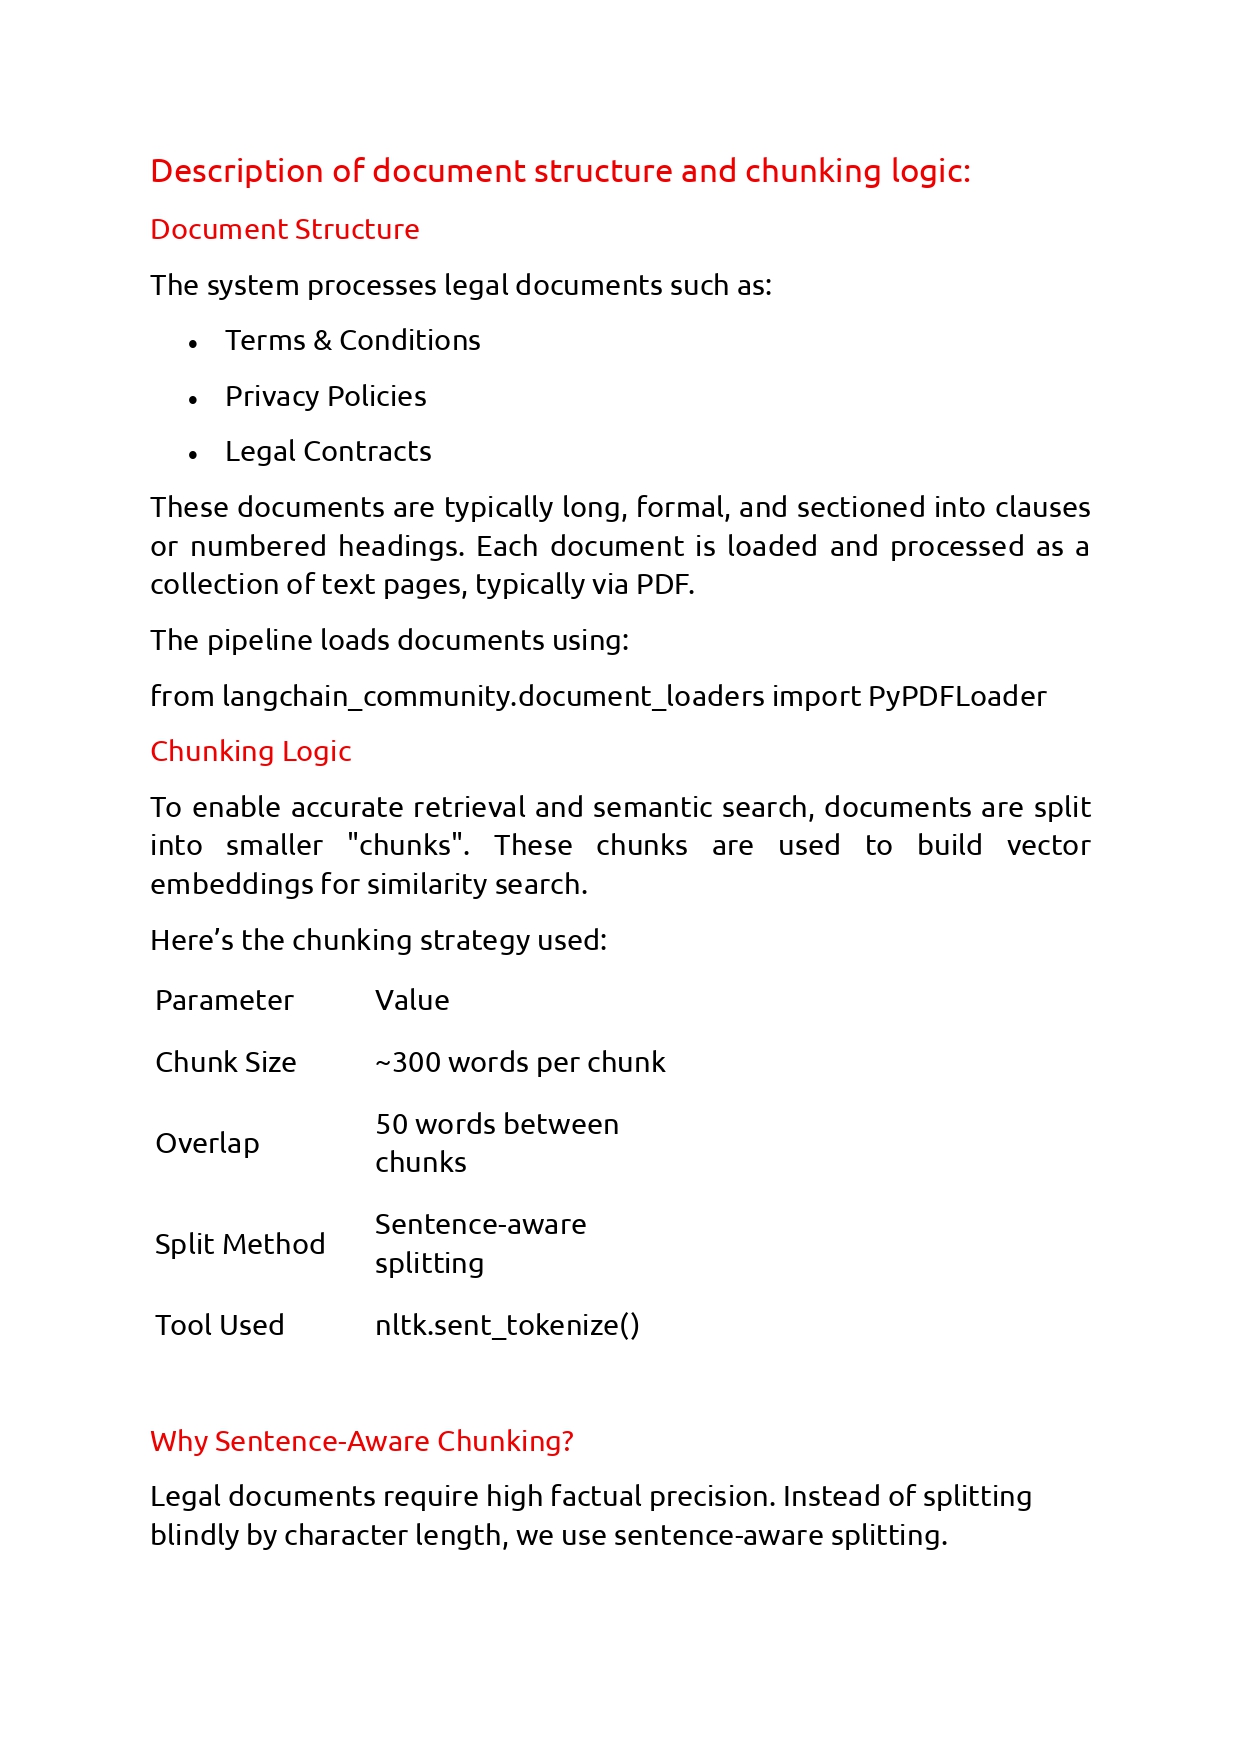 Description of document structure and chunking logic:
Document Structure
The system processes legal documents such as:
• Terms & Conditions
• Privacy Policies
• Legal Contracts
These documents are typically long, formal, and sectioned into clauses
or numbered headings. Each document is loaded and processed as a
collection of text pages, typically via PDF.
The pipeline loads documents using:
from langchain_community.document_loaders import PyPDFLoader
Chunking Logic
To enable accurate retrieval and semantic search, documents are split
into smaller "chunks". These chunks are used to build vector
embeddings for similarity search.
Here’s the chunking strategy used:
Parameter Value
Chunk Size ~300 words per chunk
Overlap 50 words between
chunks
Split Method Sentence-aware
splitting
Tool Used nltk.sent_tokenize()
Why Sentence-Aware Chunking?
Legal documents require high factual precision. Instead of splitting
blindly by character length, we use sentence-aware splitting.